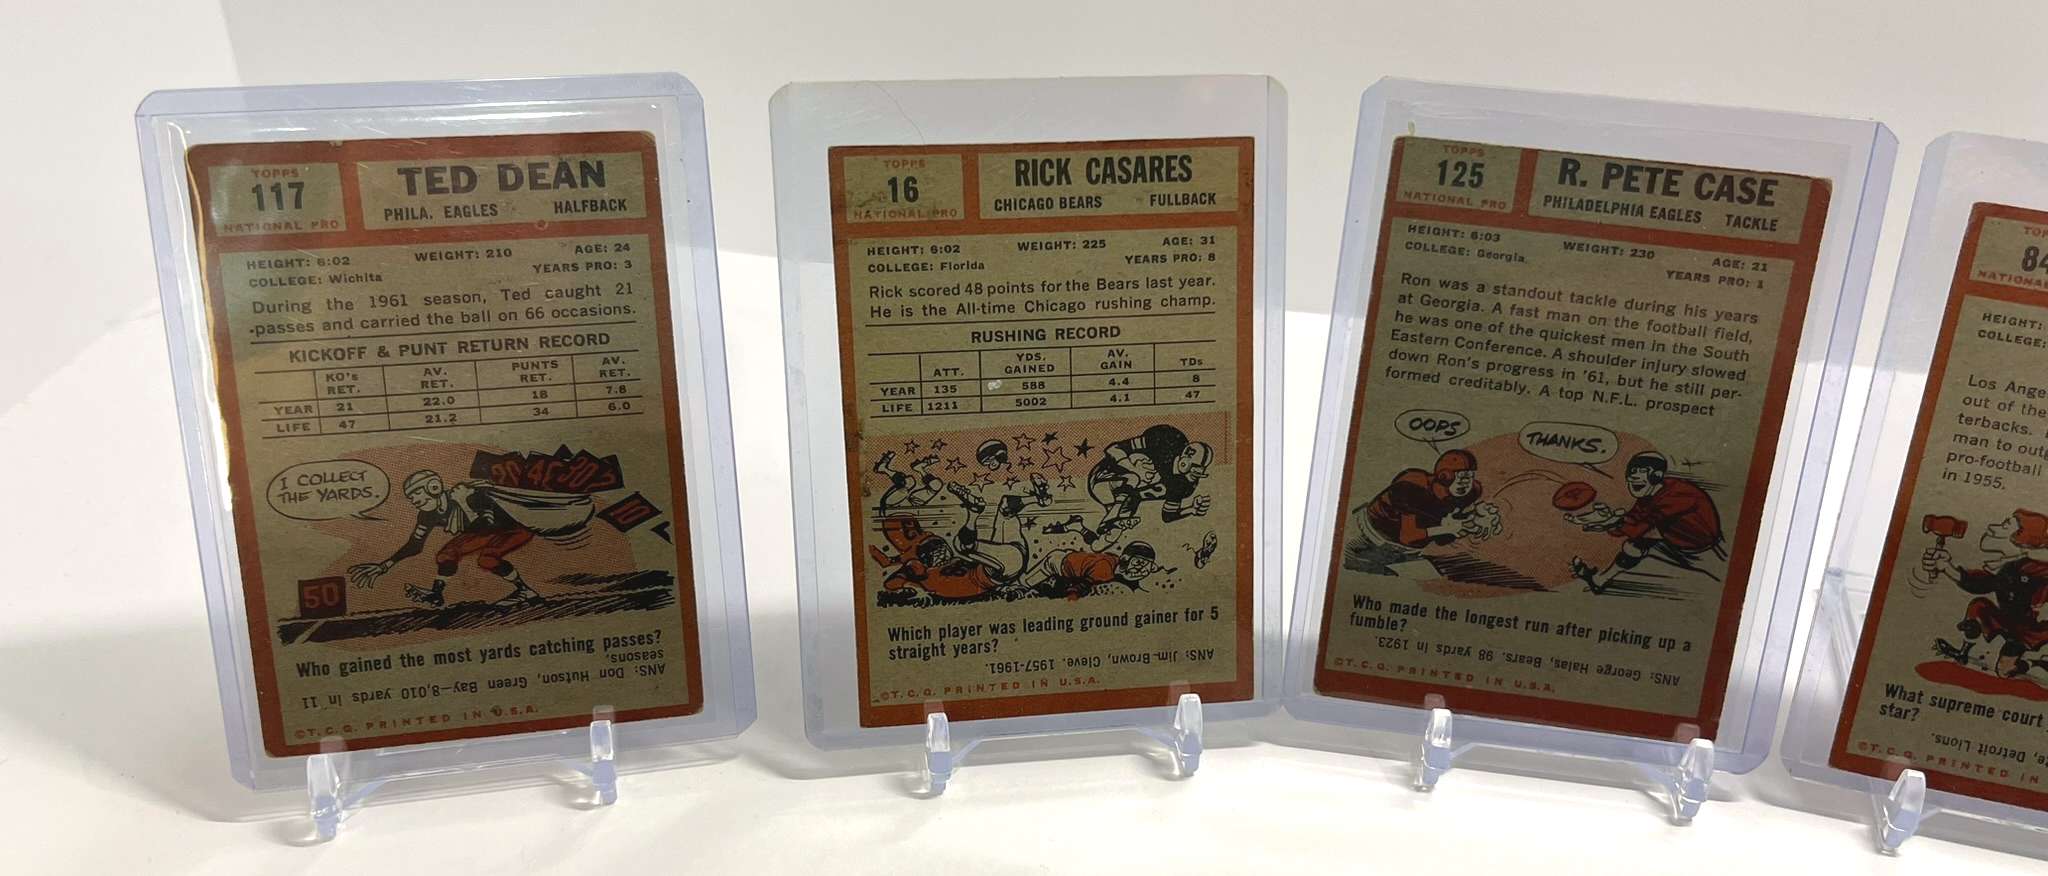 TOPPS
117
NATIONAL PRO
TED DEAN
PHILA. EAGLES HALFBACK
HEIGHT: 6:02 WEIGHT: 210 AGE: 24
COLLEGE: Wichita YEARS PRO: 3
During the 1961 season, Ted caught 21
passes and carried the ball on 66 occasions.
KICKOFF & PUNT RETURN RECORD
KO's RET. AV. RET. PUNTS RET. AV. RET.
YEAR 21 22.0 18 7.8
LIFE 47 21.2 34 6.0
I COLLECT
THE YARDS.
50
10
Who gained the most yards catching passes?
ANS: Don Hutson, Green Bay—8,010 yards in 11
seasons.
©T.C.G. PRINTED IN U.S.A.
TOPPS
16
NATIONAL PRO
RICK CASARES
CHICAGO BEARS FULLBACK
HEIGHT: 6:02 WEIGHT: 225 AGE: 31
COLLEGE: Florida YEARS PRO: 8
Rick scored 48 points for the Bears last year.
He is the All-time Chicago rushing champ.
RUSHING RECORD
ATT. YDS. GAINED AV. GAIN TDs
YEAR 135 588 4.4 8
LIFE 1211 5002 4.1 47
Which player was leading ground gainer for 5
straight years?
ANS: Jim Brown, Cleve. 1957-1961.
©T.C.G. PRINTED IN U.S.A.
TOPPS
125
NATIONAL PRO
R. PETE CASE
PHILADELPHIA EAGLES TACKLE
HEIGHT: 6:03 WEIGHT: 230 AGE: 21
COLLEGE: Georgia YEARS PRO: 1
Ron was a standout tackle during his years
at Georgia. A fast man on the football field,
he was one of the quickest men in the South
Eastern Conference. A shoulder injury slowed
down Ron's progress in '61, but he still per-
formed creditably. A top N.F.L. prospect
OOPS
THANKS.
Who made the longest run after picking up a
fumble?
ANS: George Halas, Bears. 98 yards in 1923.
©T.C.G. PRINTED IN U.S.A.
84
HEIGHT:
COLLEGE:
out of the
terbacks.
man to
pro-football
in 1955.
What supreme court
star?
Detroit Lions.
©T.C.G. PRINTED IN